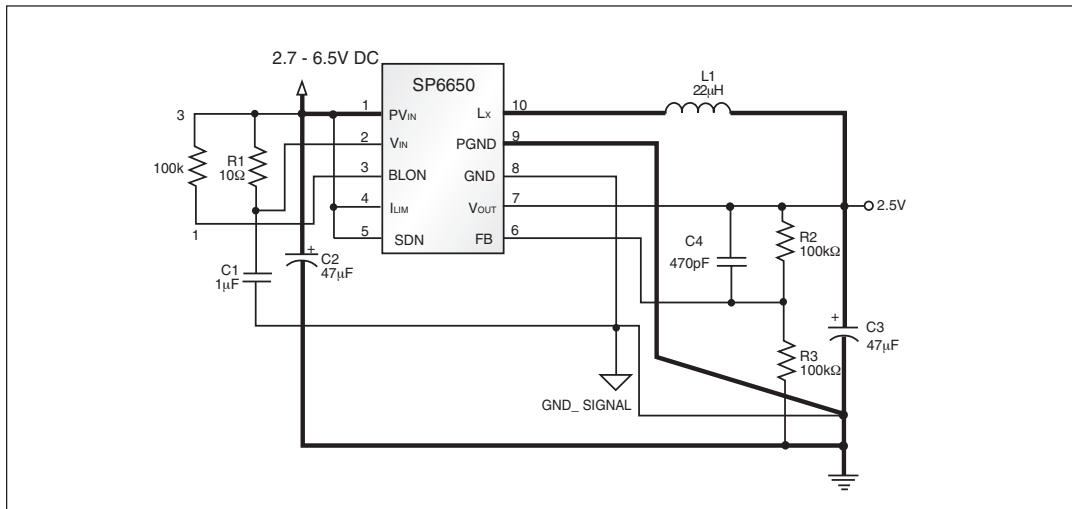 2.7 - 6.5V DC
SP6650
L1
22μH
3
1
PVIN
LX
10
2
VIN
PGND
9
100k
R1
10Ω
3
BLON
GND
8
4
ILIM
VOUT
7
2.5V
1
5
SDN
FB
6
C4
470pF
R2
100kΩ
C1
1μF
+
C2
47μF
+
C3
47μF
R3
100kΩ
GND_ SIGNAL